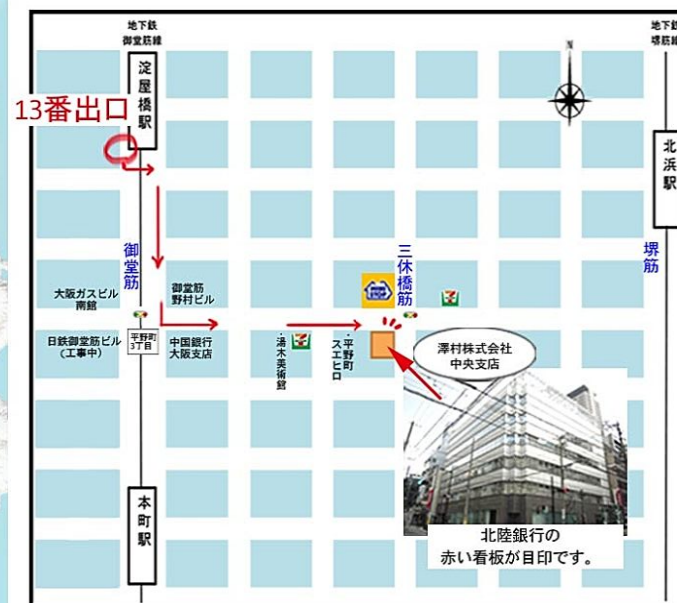 地下鉄
御堂筋線
地下鉄
堺筋線
N
淀屋橋駅
13番出口
北浜駅
御堂筋
三休橋筋
堺筋
大阪ガスビル
南館
御堂筋
野村ビル
日鉄御堂筋ビル
(工事中)
平野町
3丁目
中国銀行
大阪支店
・湯木美術館
・平野町
スエヒロ
澤村株式会社
中央支店
本町駅
北陸銀行の
赤い看板が目印です。